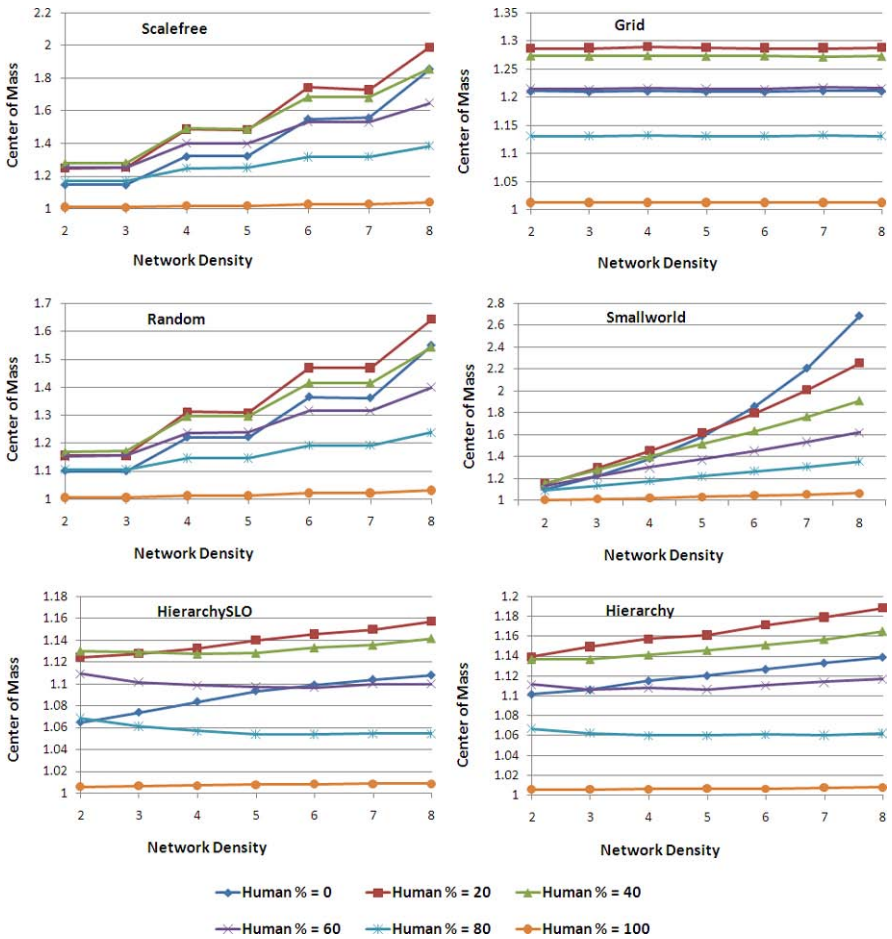 Scalefree
Center of Mass
2.2
2
1.8
1.6
1.4
1.2
1
2 3 4 5 6 7 8
Network Density
Grid
Center of Mass
1.35
1.3
1.25
1.2
1.15
1.1
1.05
1
2 3 4 5 6 7 8
Network Density
Random
Center of Mass
1.7
1.6
1.5
1.4
1.3
1.2
1.1
1
2 3 4 5 6 7 8
Network Density
Smallworld
Center of Mass
2.8
2.6
2.4
2.2
2
1.8
1.6
1.4
1.2
1
2 3 4 5 6 7 8
Network Density
HierarchySLO
Center of Mass
1.18
1.16
1.14
1.12
1.1
1.08
1.06
1.04
1.02
1
2 3 4 5 6 7 8
Network Density
Hierarchy
Center of Mass
1.2
1.18
1.16
1.14
1.12
1.1
1.08
1.06
1.04
1.02
1
2 3 4 5 6 7 8
Network Density
Human % = 0 Human % = 20 Human % = 40
Human % = 60 Human % = 80 Human % = 100